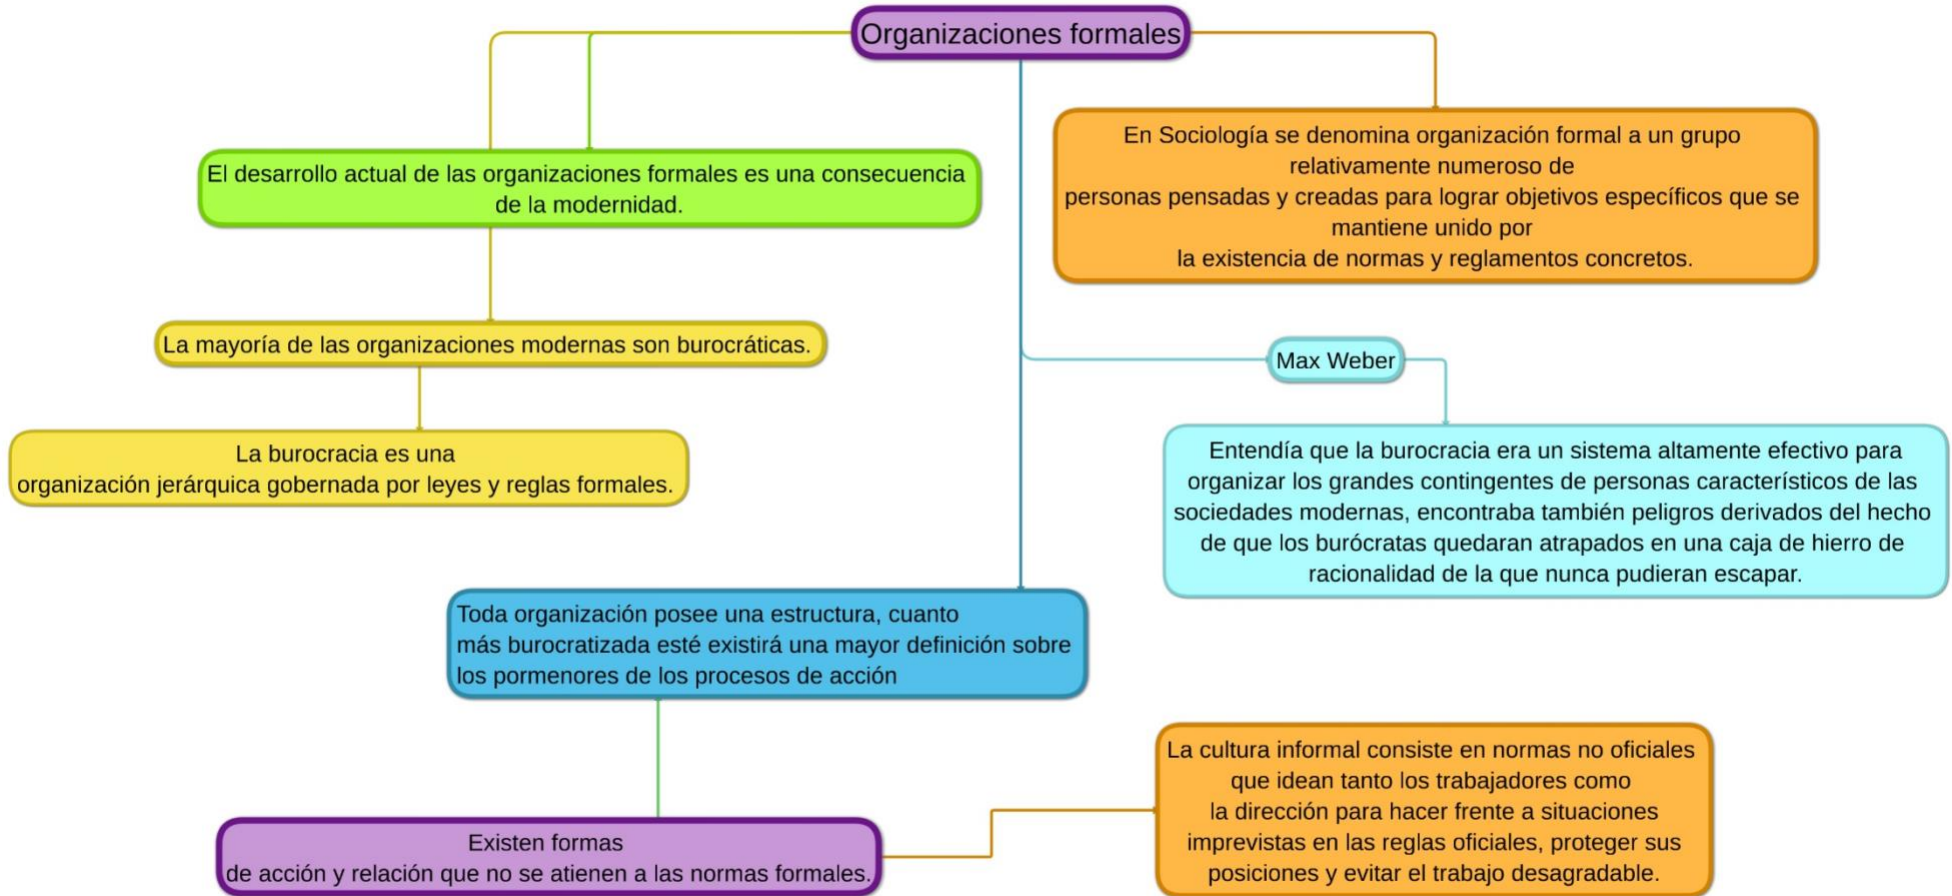 Organizaciones formales
En Sociología se denomina organización formal a un grupo
relativamente numeroso de
personas pensadas y creadas para lograr objetivos específicos que se
mantiene unido por
la existencia de normas y reglamentos concretos.
El desarrollo actual de las organizaciones formales es una consecuencia
de la modernidad.
La mayoría de las organizaciones modernas son burocráticas.
Max Weber
La burocracia es una
organización jerárquica gobernada por leyes y reglas formales.
Entendía que la burocracia era un sistema altamente efectivo para
organizar los grandes contingentes de personas característicos de las
sociedades modernas, encontraba también peligros derivados del hecho
de que los burócratas quedaran atrapados en una caja de hierro de
racionalidad de la que nunca pudieran escapar.
Toda organización posee una estructura, cuanto
más burocratizada esté existirá una mayor definición sobre
los pormenores de los procesos de acción
La cultura informal consiste en normas no oficiales
que idean tanto los trabajadores como
la dirección para hacer frente a situaciones
imprevistas en las reglas oficiales, proteger sus
posiciones y evitar el trabajo desagradable.
Existen formas
de acción y relación que no se atienen a las normas formales.